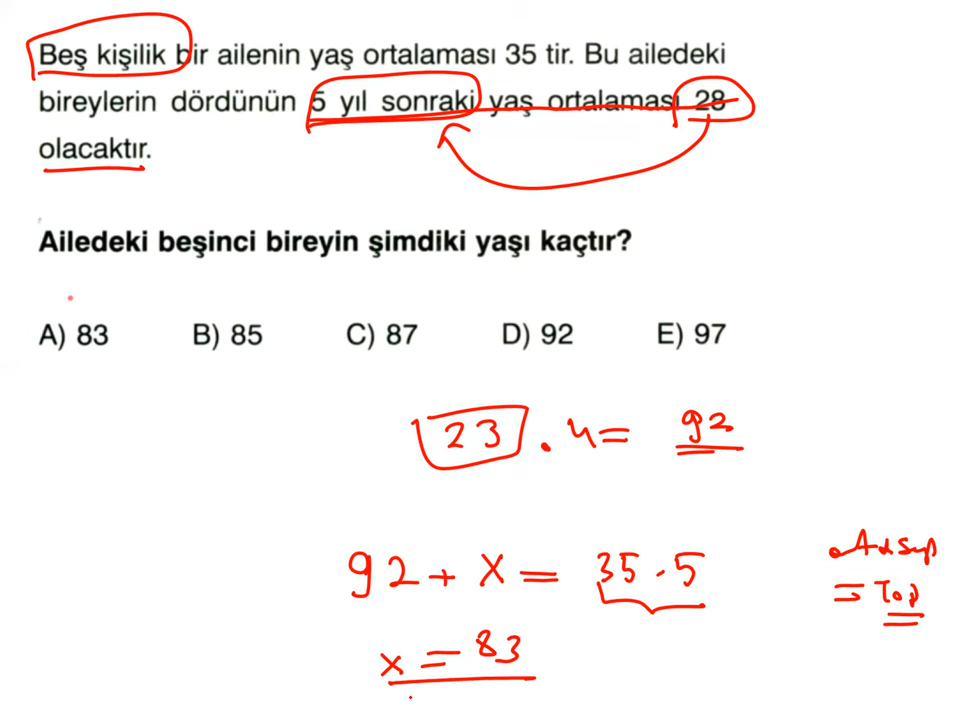 Beş kişilik bir ailenin yaş ortalaması 35 tir. Bu ailedeki
bireylerin dördünün 5 yıl sonraki yaş ortalaması 28
olacaktır.
Ailedeki beşinci bireyin şimdiki yaşı kaçtır?
A) 83 B) 85 C) 87 D) 92 E) 97
23 . 4 = 92
92 + x = 35 . 5
= Top
x = 83